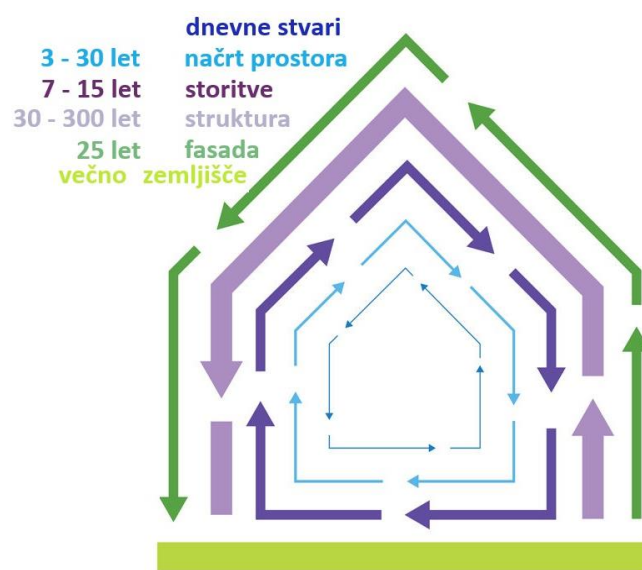 dnevne stvari
3 - 30 let načrt prostora
7 - 15 let storitve
30 - 300 let struktura
25 let fasada
večno zemljišče